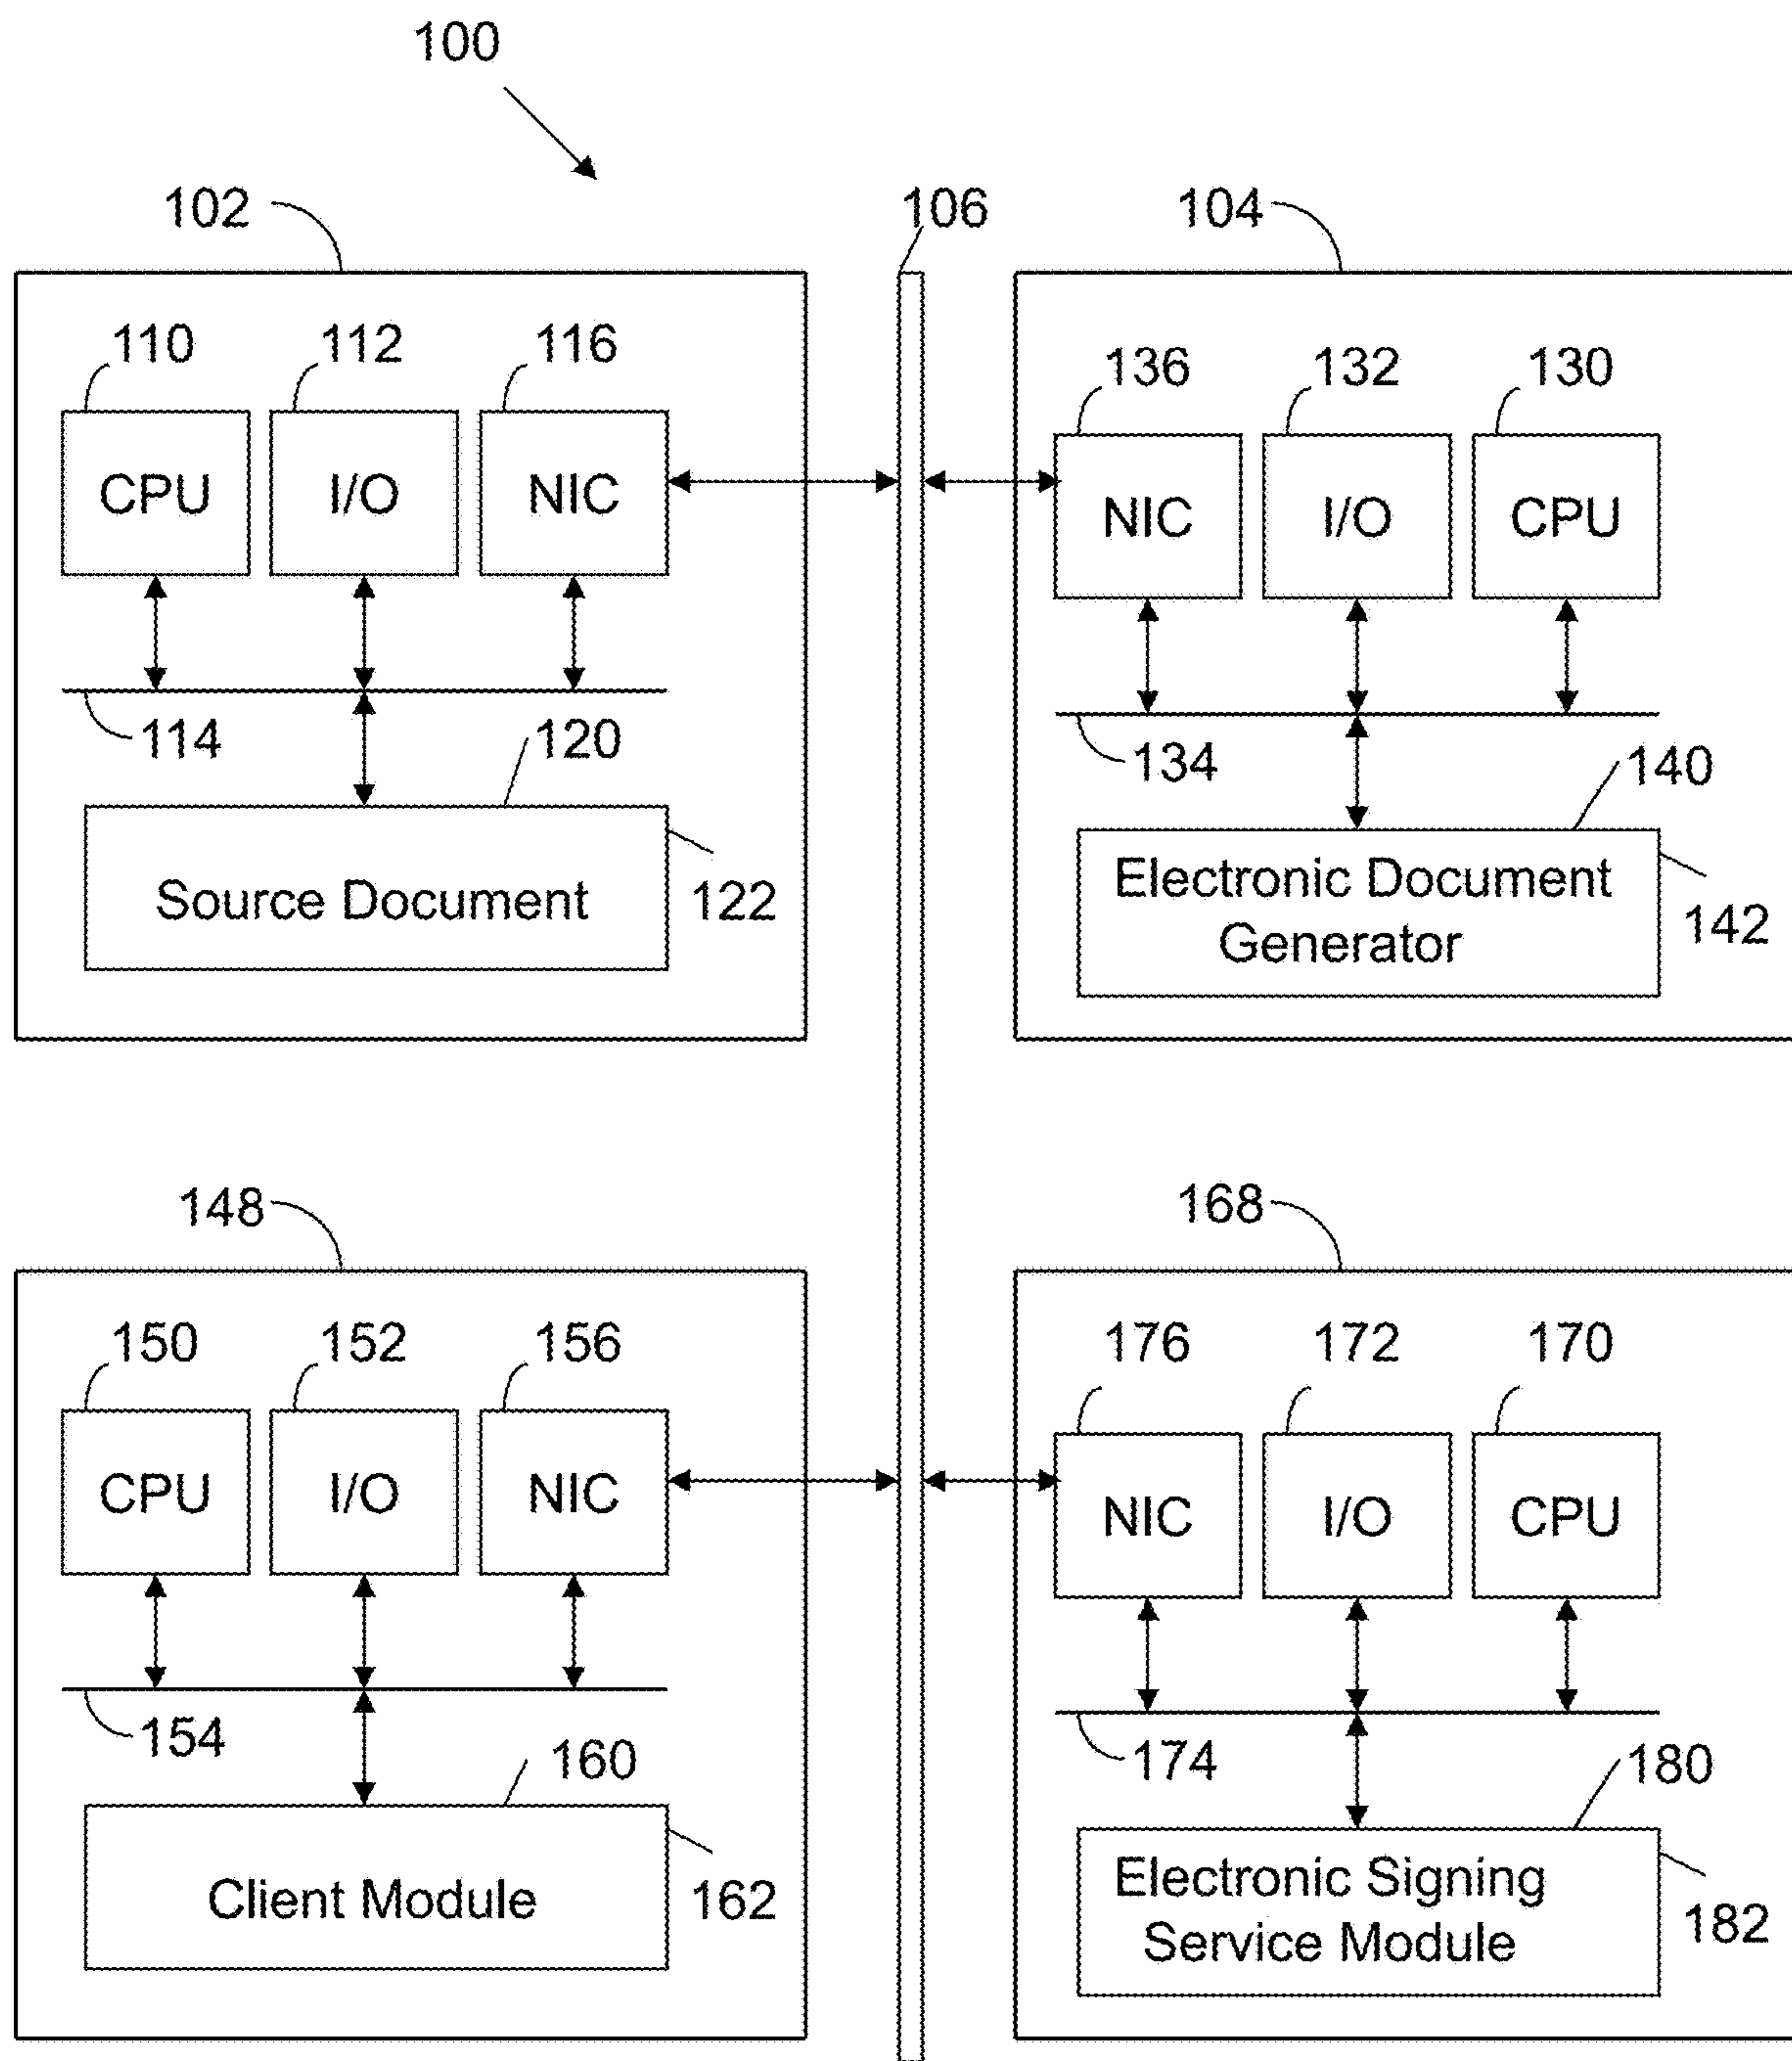 100
102
106
104
110
112
116
136
132
130
CPU
I/O
NIC
NIC
I/O
CPU
114
120
134
140
Source Document
122
Electronic Document
Generator
142
148
168
150
152
156
176
172
170
CPU
I/O
NIC
NIC
I/O
CPU
154
160
174
180
Client Module
162
Electronic Signing
Service Module
182